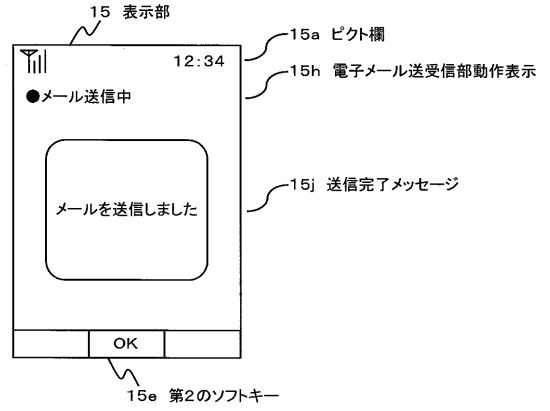 15 表示部
15a ピクト欄
12:34
15h 電子メール送受信部動作表示
●メール送信中
15j 送信完了メッセージ
メールを送信しました
OK
15e 第2のソフトキー